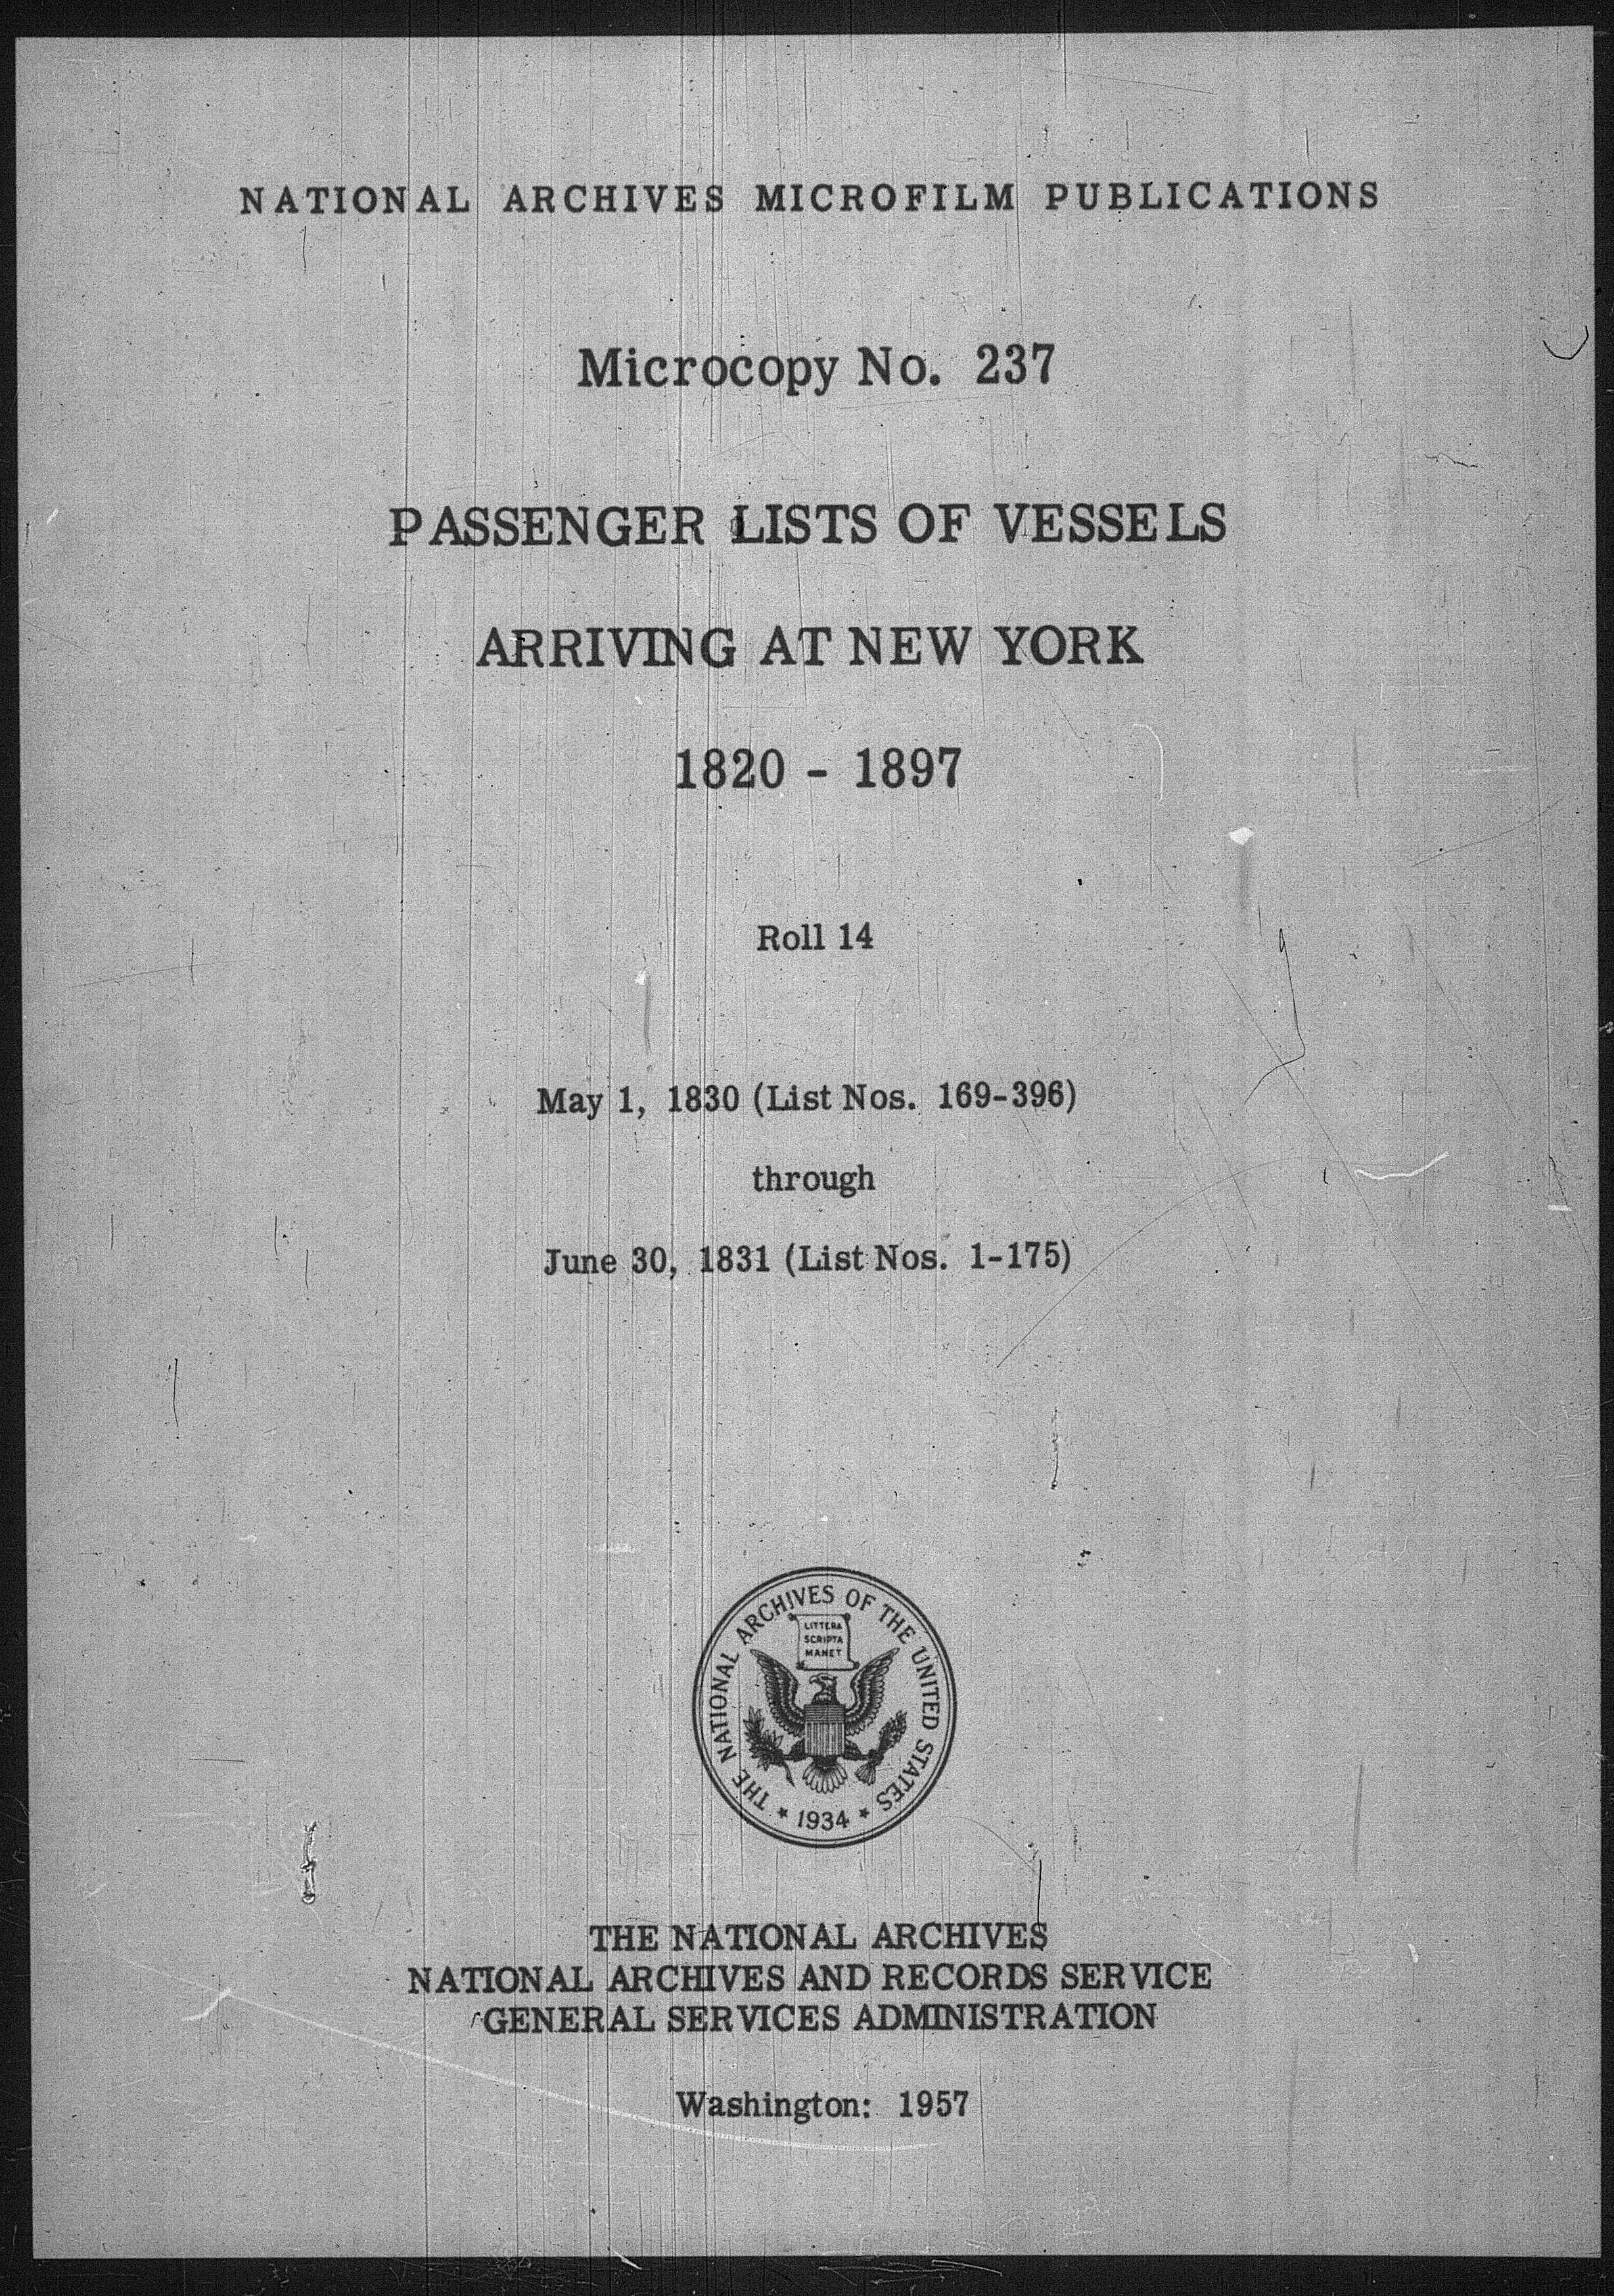 NATIONAL ARCHIVES MICROFILM PUBLICATIONS
Microcopy No. 237
PASSENGER LISTS OF VESSELS
ARRIVING AT NEW YORK
1820 - 1897
Roll 14
May 1, 1830 (List Nos. 169-396)
through
June 30, 1831 (List Nos. 1-175)
THE NATIONAL ARCHIVES OF THE UNITED STATES
LITTERA
SCRIPTA
MANET
★ 1934 ★
THE NATIONAL ARCHIVES
NATIONAL ARCHIVES AND RECORDS SERVICE
GENERAL SERVICES ADMINISTRATION
Washington: 1957